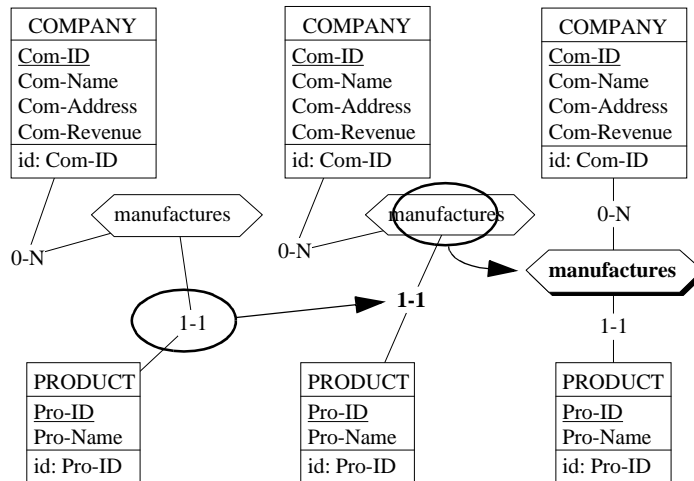 COMPANY
Com-ID
Com-Name
Com-Address
Com-Revenue
id: Com-ID
manufactures
0-N
1-1
PRODUCT
Pro-ID
Pro-Name
id: Pro-ID
COMPANY
Com-ID
Com-Name
Com-Address
Com-Revenue
id: Com-ID
manufactures
0-N
1-1
PRODUCT
Pro-ID
Pro-Name
id: Pro-ID
COMPANY
Com-ID
Com-Name
Com-Address
Com-Revenue
id: Com-ID
0-N
manufactures
1-1
PRODUCT
Pro-ID
Pro-Name
id: Pro-ID